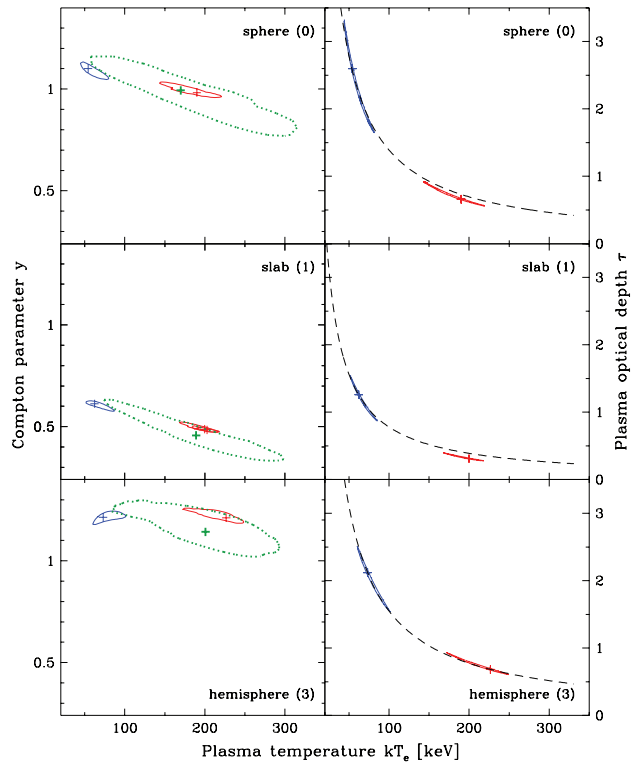 sphere (0)
sphere (0)
1
0.5
3
2
1
0
slab (1)
slab (1)
1
0.5
3
2
1
0
hemisphere (3)
hemisphere (3)
1
0.5
3
2
1
0
100 200 300
100 200 300
Compton parameter y
Plasma optical depth τ
Plasma temperature kTe [keV]